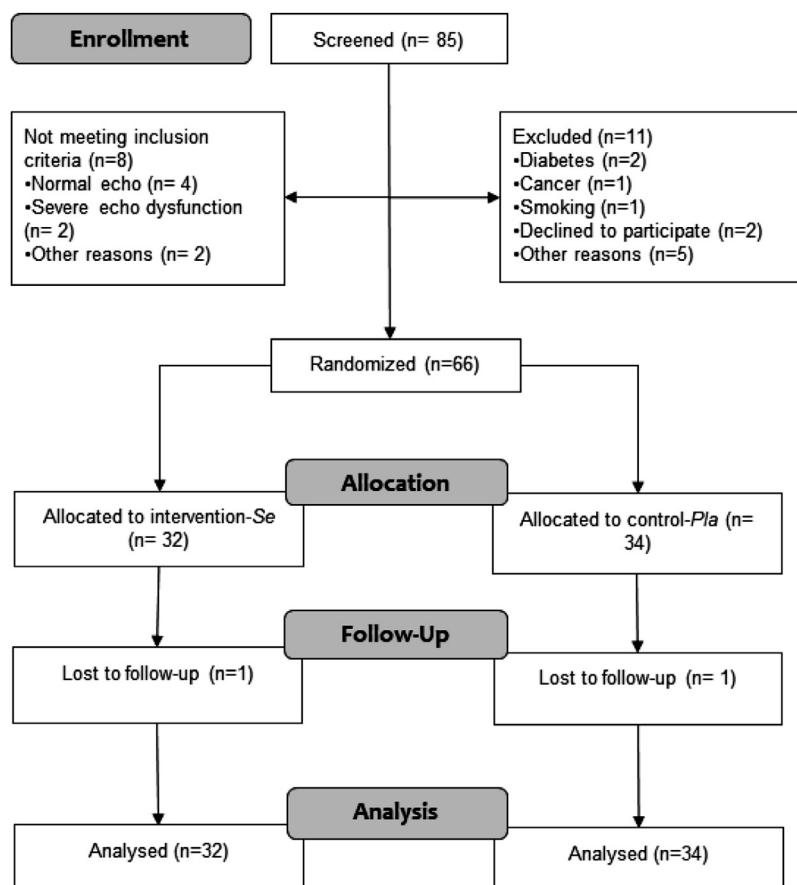 Enrollment
Screened (n= 85)
Not meeting inclusion
criteria (n=8)
•Normal echo (n= 4)
•Severe echo dysfunction
(n= 2)
•Other reasons (n= 2)
Excluded (n=11)
•Diabetes (n=2)
•Cancer (n=1)
•Smoking (n=1)
•Declined to participate (n=2)
•Other reasons (n=5)
Randomized (n=66)
Allocation
Allocated to intervention-Se
(n= 32)
Allocated to control-Pla (n=
34)
Follow-Up
Lost to follow-up (n=1)
Lost to follow-up (n= 1)
Analysis
Analysed (n=32)
Analysed (n=34)